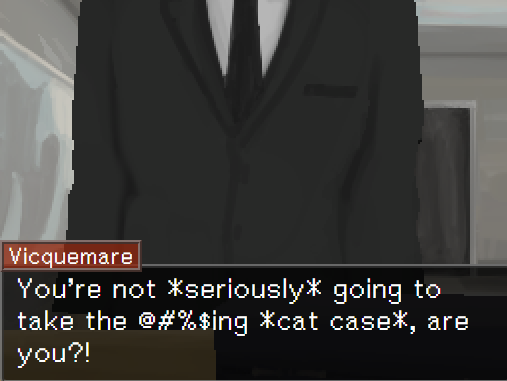 Vicquemare
You're not *seriously* going to
take the @#%$ing *cat case*, are
you?!